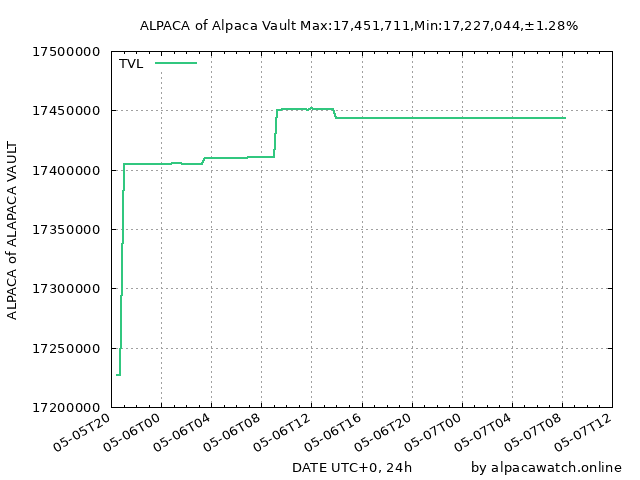 ALPACA of Alpaca Vault Max:17,451,711,Min:17,227,044,±1.28%
TVL
17500000
17450000
17400000
17350000
17300000
17250000
17200000
ALPACA of ALAPACA VAULT
05-05T20
05-06T00
05-06T04
05-06T08
05-06T12
05-06T16
05-06T20
05-07T00
05-07T04
05-07T08
05-07T12
DATE UTC+0, 24h
by alpacawatch.online